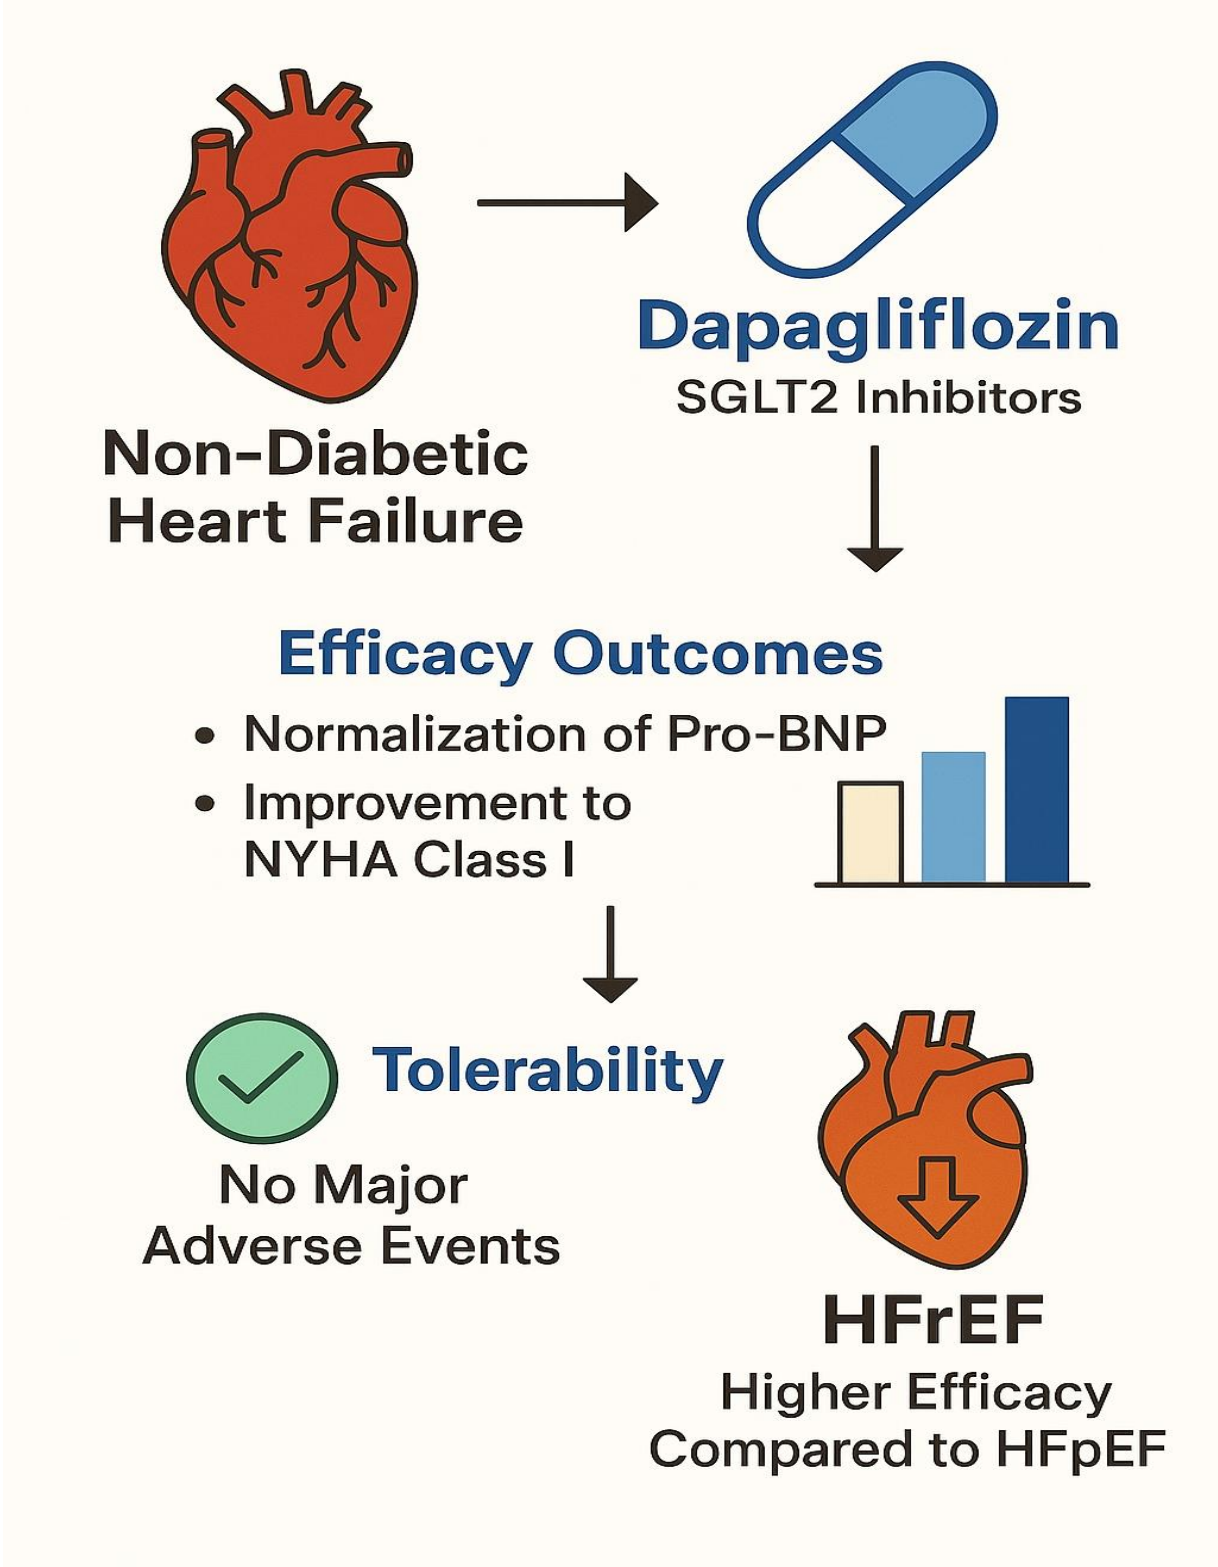 Non-Diabetic
Heart Failure
Dapagliflozin
SGLT2 Inhibitors
Efficacy Outcomes
• Normalization of Pro-BNP
• Improvement to
NYHA Class I
Tolerability
No Major
Adverse Events
HFrEF
Higher Efficacy
Compared to HFpEF